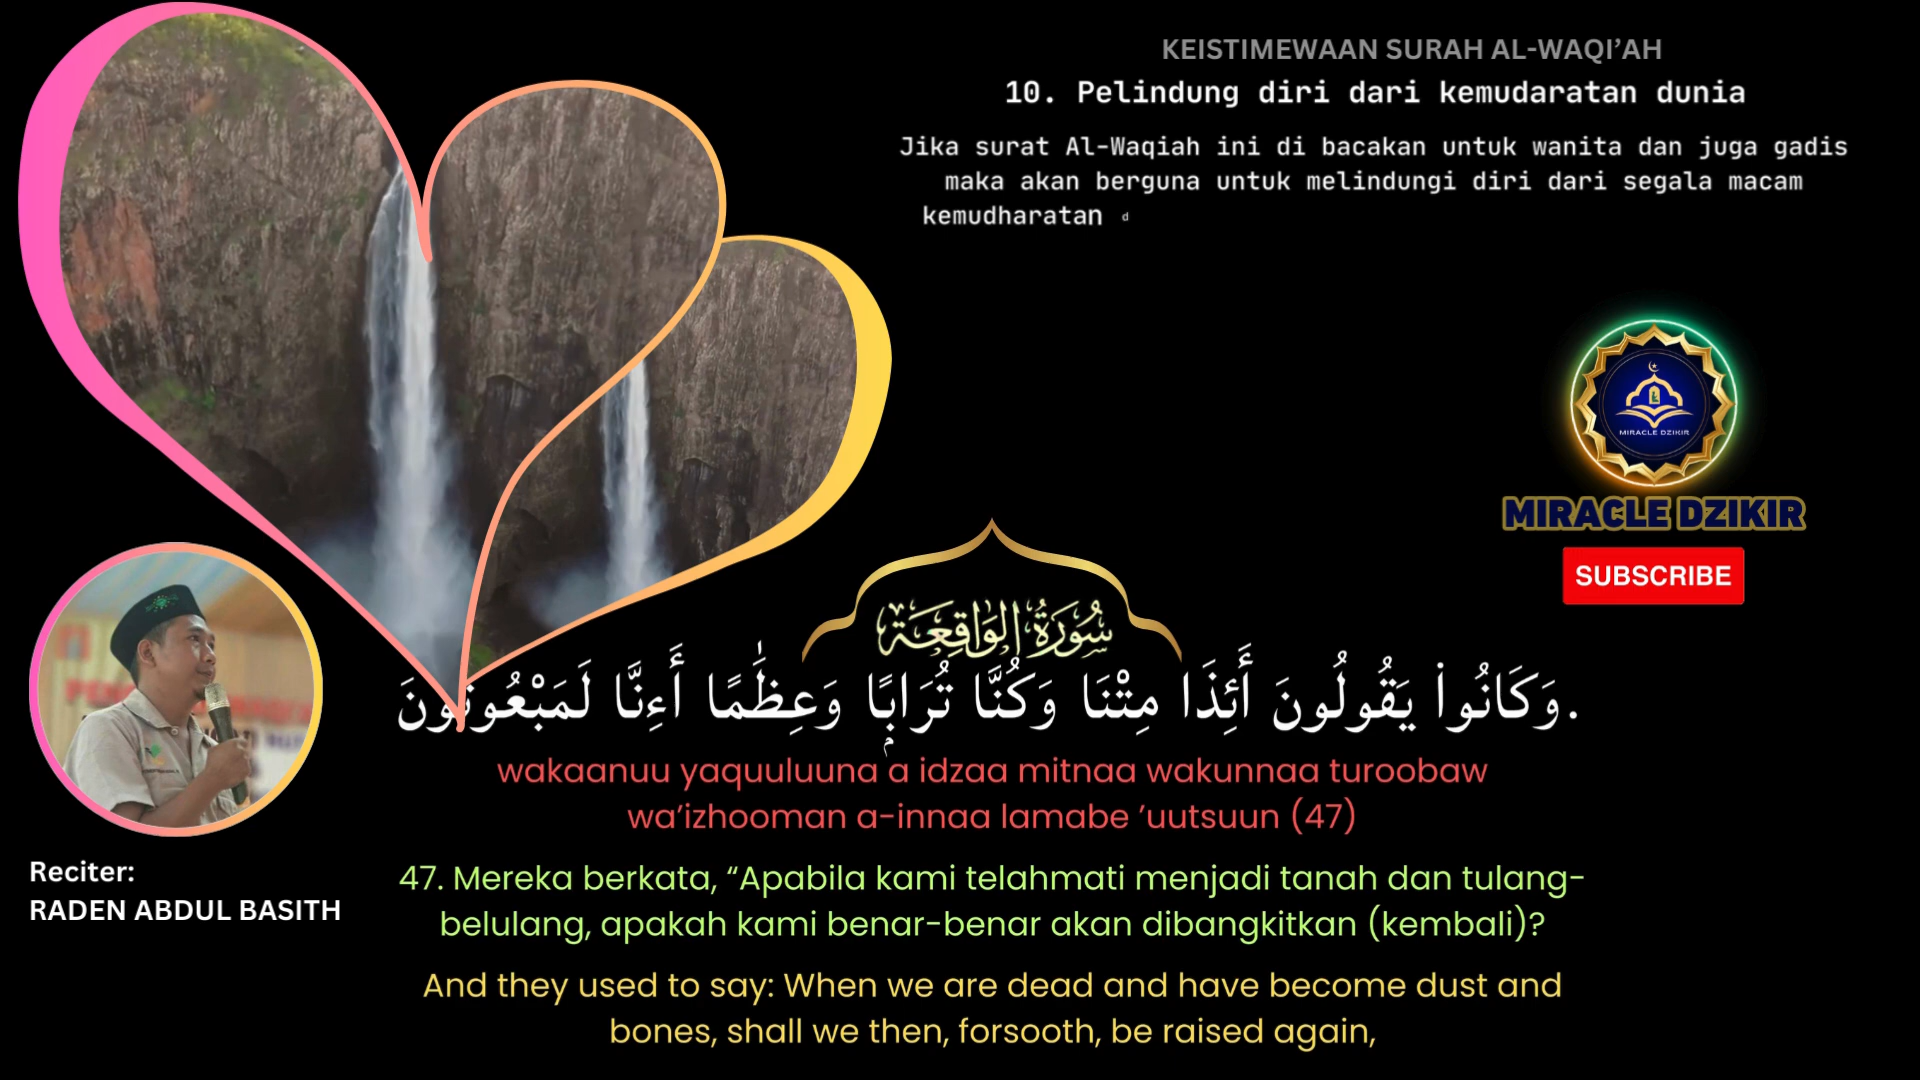 KEISTIMEWAAN SURAH AL-WAQI’AH
10. Pelindung diri dari kemudaratan dunia
Jika surat Al-Waqiah ini di bacakan untuk wanita dan juga gadis
maka akan berguna untuk melindungi diri dari segala macam
kemudharatan d
MIRACLE DZIKIR
MIRACLE DZIKIR
SUBSCRIBE
سُورَةُ الوَاقِعَة
وَكَانُوا۟ يَقُولُونَ أَئِذَا مِتْنَا وَكُنَّا تُرَابًا وَعِظَٰمًا أَءِنَّا لَمَبْعُوثُونَ.
wakaanuu yaquuluuna a idzaa mitnaa wakunnaa turoobaw
wa’izhooman a-innaa lamabe ’uutsuun (47)
47. Mereka berkata, “Apabila kami telahmati menjadi tanah dan tulang-
belulang, apakah kami benar-benar akan dibangkitkan (kembali)?
And they used to say: When we are dead and have become dust and
bones, shall we then, forsooth, be raised again,
Reciter:
RADEN ABDUL BASITH